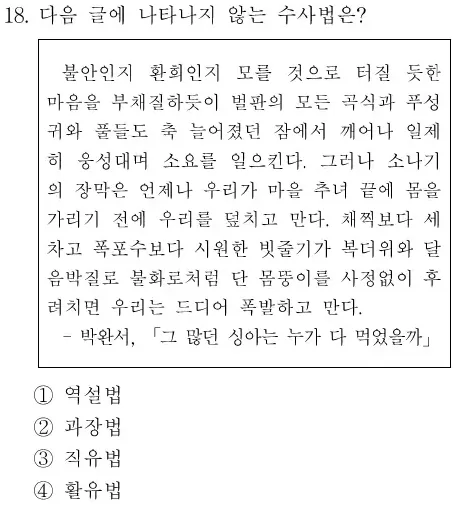 18. 다음 글에 나타나지 않는 수사법은?
불안인지 환희인지 모를 것으로 터질 듯한
마음을 부채질하듯이 벌판의 모든 곡식과 푸성
귀와 풀들도 축 늘어졌던 잠에서 깨어나 일제
히 웅성대며 소요를 일으킨다. 그러나 소나기
의 장막은 언제나 우리가 마을 추녀 끝에 몸을
가리기 전에 우리를 덮치고 만다. 채찍보다 세
차고 폭포수보다 시원한 빗줄기가 복더위와 달
음박질로 불화로처럼 단 몸뚱이를 사정없이 후
려치면 우리는 드디어 폭발하고 만다.
- 박완서, 「그 많던 싱아는 누가 다 먹었을까」
① 역설법
② 과장법
③ 직유법
④ 활유법